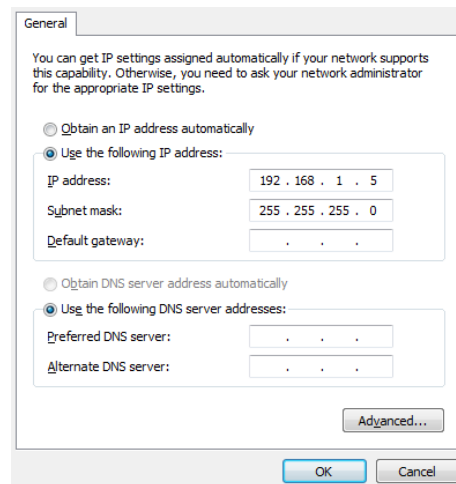 General
You can get IP settings assigned automatically if your network supports
this capability. Otherwise, you need to ask your network administrator
for the appropriate IP settings.
Obtain an IP address automatically
Use the following IP address:
IP address: 192 . 168 . 1 . 5
Subnet mask: 255 . 255 . 255 . 0
Default gateway: . . .
Obtain DNS server address automatically
Use the following DNS server addresses:
Preferred DNS server: . . .
Alternate DNS server: . . .
Advanced...
OK Cancel